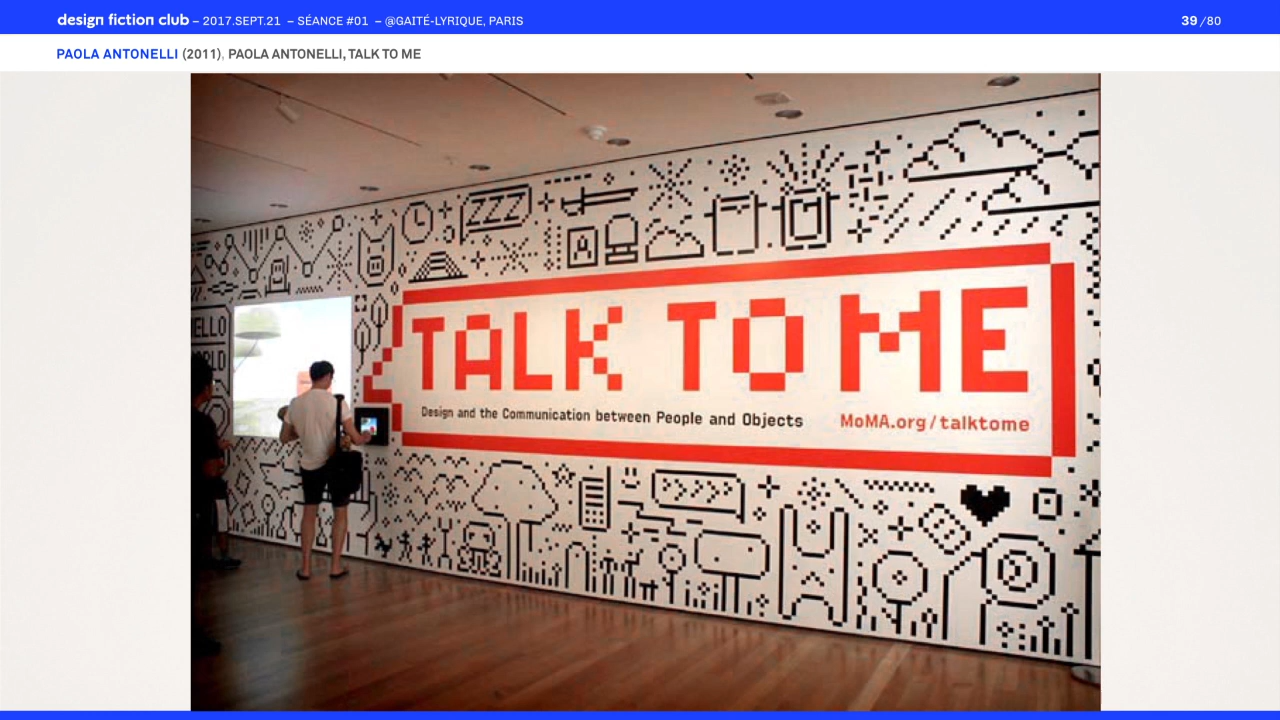 design fiction club – 2017.SEPT.21 – SÉANCE #01 – @GAITÉ-LYRIQUE, PARIS
39/80
PAOLA ANTONELLI (2011), PAOLA ANTONELLI, TALK TO ME
ZZZ
A
TALK TO ME
Design and the Communication between People and Objects
MoMA.org/talktome